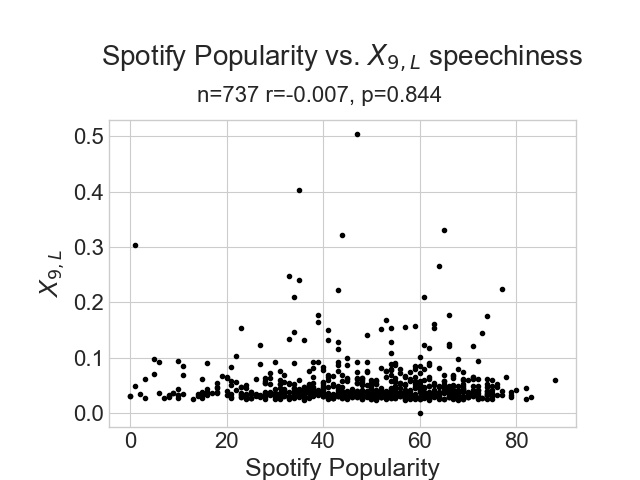 Spotify Popularity vs. X₉,L speechiness
n=737 r=-0.007, p=0.844
0.5
0.4
0.3
0.2
0.1
0.0
X₉,L
0 20 40 60 80
Spotify Popularity